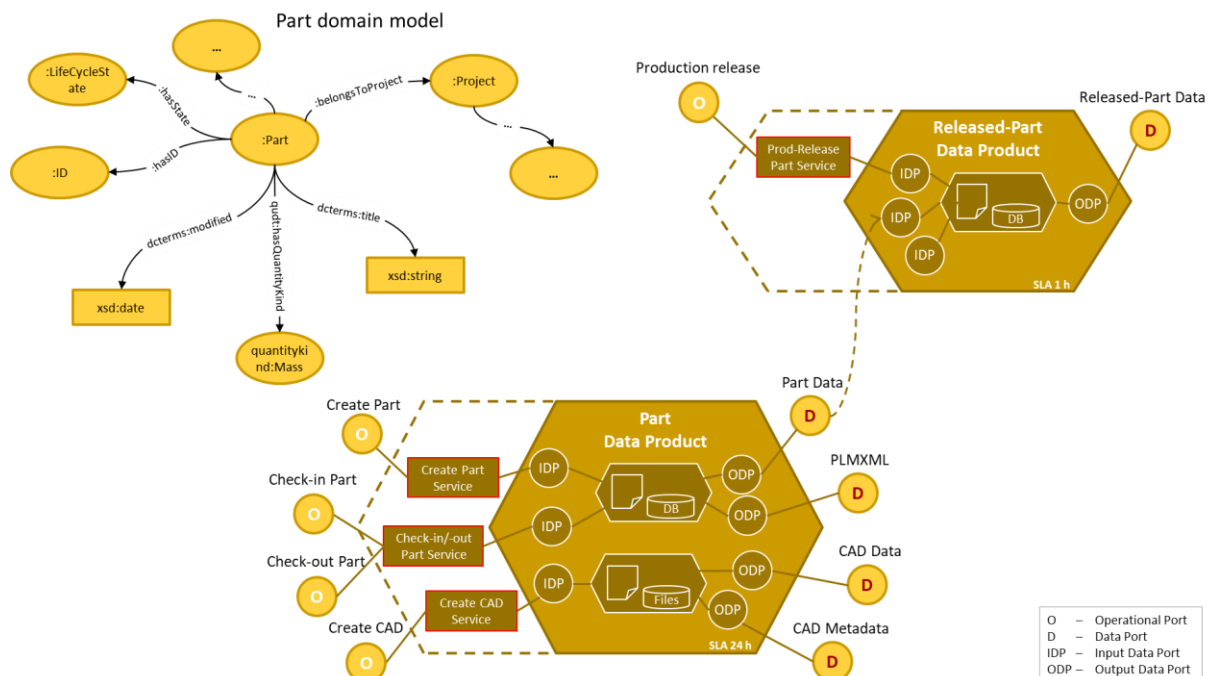 Part domain model
...
:LifeCycleSt
ate
:hasState
...
:belongsToProject
:Project
:Part
...
:hasID
:ID
...
dcterms:modified
qudt:hasQuantityKind
dcterms:title
xsd:date
xsd:string
quantityki
nd:Mass
Production release
O
Released-Part Data
D
Released-Part
Data Product
Prod-Release
Part Service
IDP
IDP
IDP
DB
ODP
SLA 1 h
Create Part
O
Part
Data Product
Part Data
D
Create Part
Service
IDP
DB
ODP
PLMXML
D
Check-in Part
O
Check-in/-out
Part Service
IDP
ODP
Check-out Part
O
CAD Data
D
Create CAD
Service
IDP
Files
ODP
ODP
Create CAD
O
CAD Metadata
D
SLA 24 h
O – Operational Port
D – Data Port
IDP – Input Data Port
ODP – Output Data Port